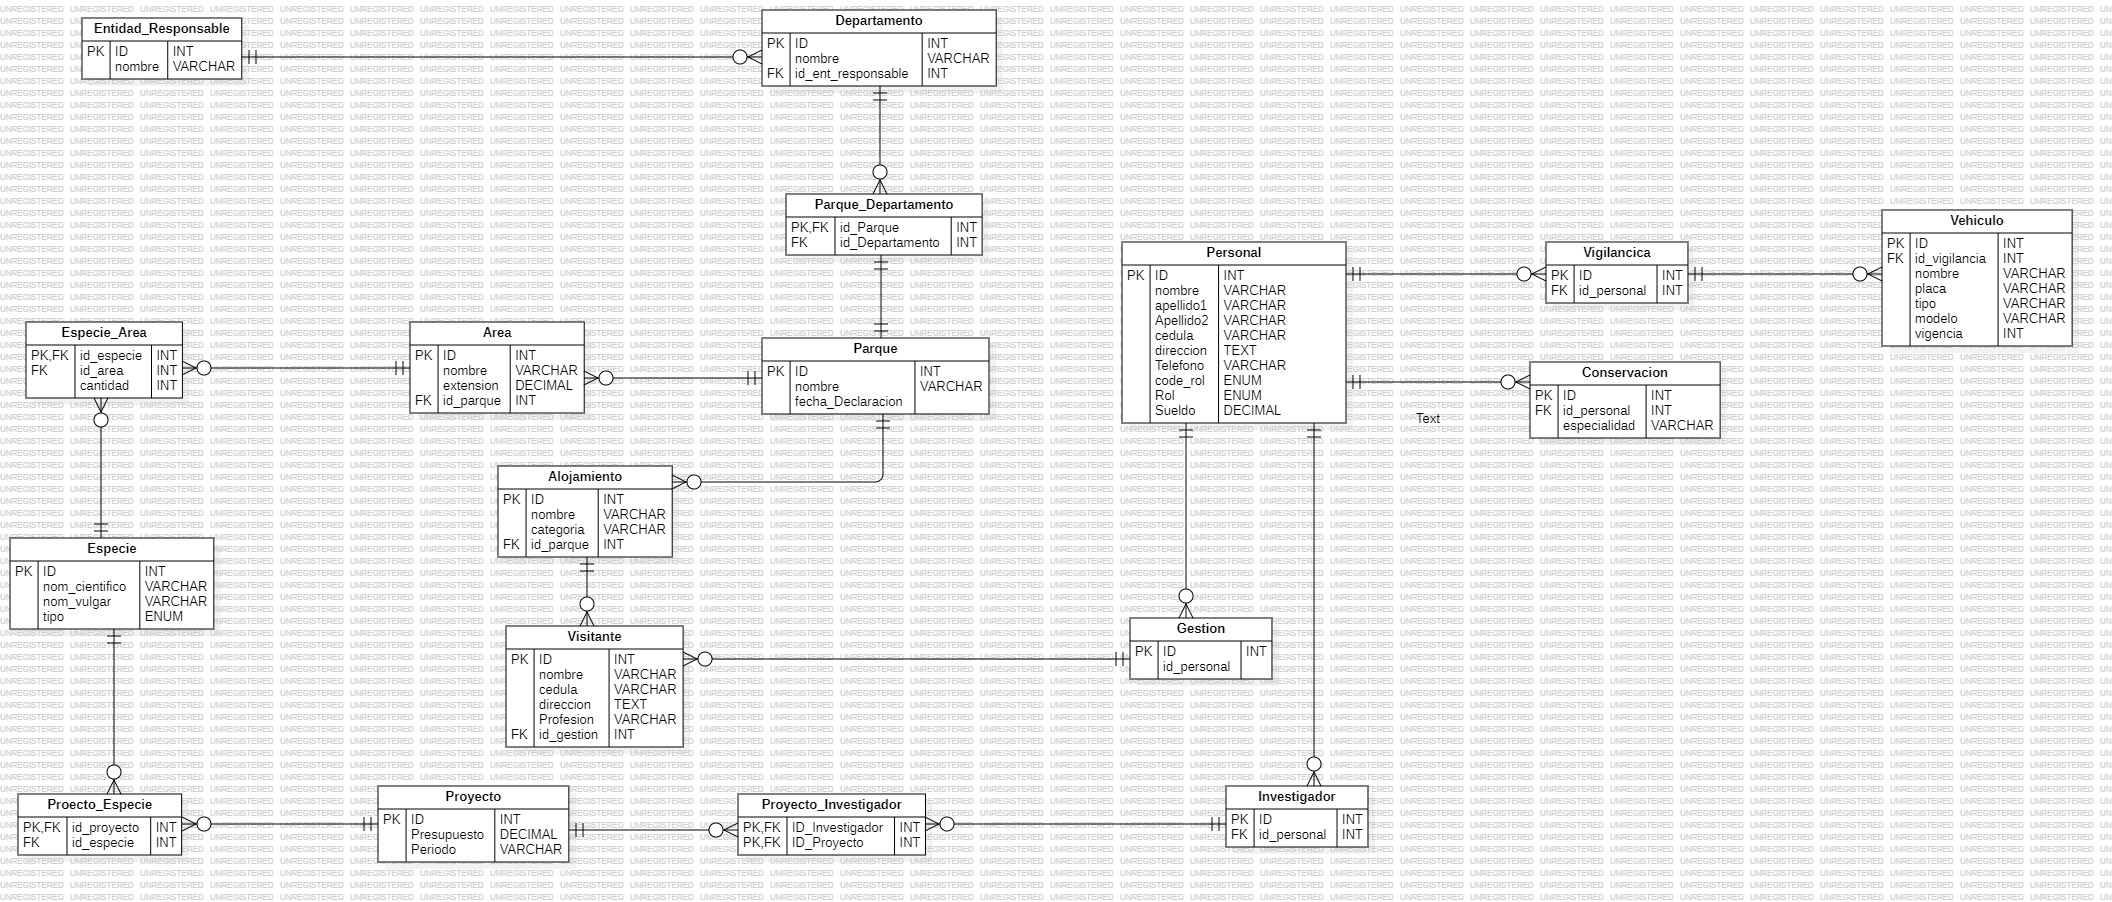 Entidad_Responsable
PK ID INT
nombre VARCHAR
Departamento
PK ID INT
nombre VARCHAR
FK id_ent_responsable INT
Parque_Departamento
PK,FK id_Parque INT
FK id_Departamento INT
Personal
PK ID INT
nombre VARCHAR
apellido1 VARCHAR
Apellido2 VARCHAR
cedula VARCHAR
direccion TEXT
Telefono VARCHAR
code_rol ENUM
Rol ENUM
Sueldo DECIMAL
Vigilancica
PK ID INT
FK id_personal INT
Vehiculo
PK ID INT
FK id_vigilancia INT
nombre VARCHAR
placa VARCHAR
tipo VARCHAR
modelo VARCHAR
vigencia INT
Especie_Area
PK,FK id_especie INT
FK id_area INT
cantidad INT
Area
PK ID INT
nombre VARCHAR
extension DECIMAL
FK id_parque INT
Parque
PK ID INT
nombre VARCHAR
fecha_Declaracion
Conservacion
PK ID INT
FK id_personal INT
especialidad VARCHAR
Text
Alojamiento
PK ID INT
nombre VARCHAR
categoria VARCHAR
FK id_parque INT
Especie
PK ID INT
nom_cientifico VARCHAR
nom_vulgar VARCHAR
tipo ENUM
Visitante
PK ID INT
nombre VARCHAR
cedula VARCHAR
direccion TEXT
Profesion VARCHAR
FK id_gestion INT
Gestion
PK ID INT
id_personal
Proecto_Especie
PK,FK id_proyecto INT
FK id_especie INT
Proyecto
PK ID INT
Presupuesto DECIMAL
Periodo VARCHAR
Proyecto_Investigador
PK,FK ID_Investigador INT
PK,FK ID_Proyecto INT
Investigador
PK ID INT
FK id_personal INT
UNREGISTERED